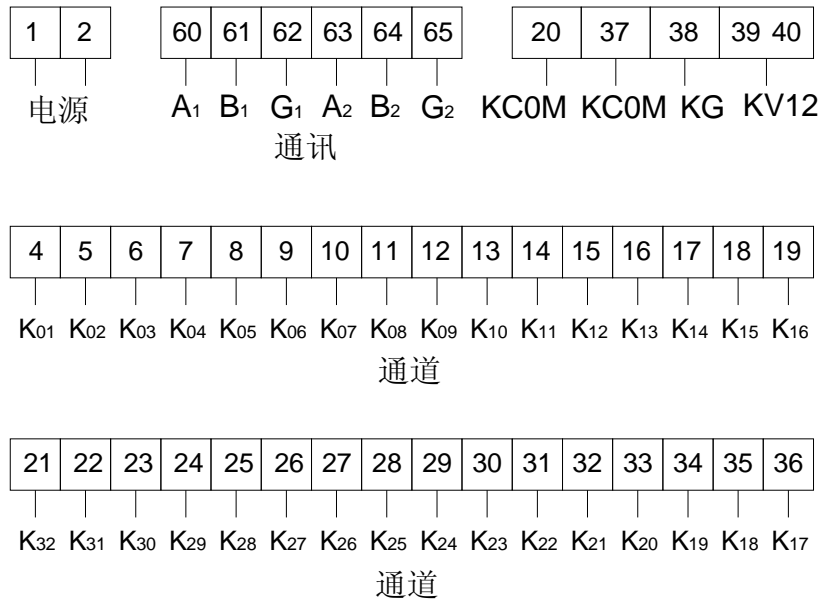 1 2 60 61 62 63 64 65 20 37 38 39 40
电源 A1 B1 G1 A2 B2 G2 KC0M KC0M KG KV12
通讯
4 5 6 7 8 9 10 11 12 13 14 15 16 17 18 19
K01 K02 K03 K04 K05 K06 K07 K08 K09 K10 K11 K12 K13 K14 K15 K16
通道
21 22 23 24 25 26 27 28 29 30 31 32 33 34 35 36
K32 K31 K30 K29 K28 K27 K26 K25 K24 K23 K22 K21 K20 K19 K18 K17
通道